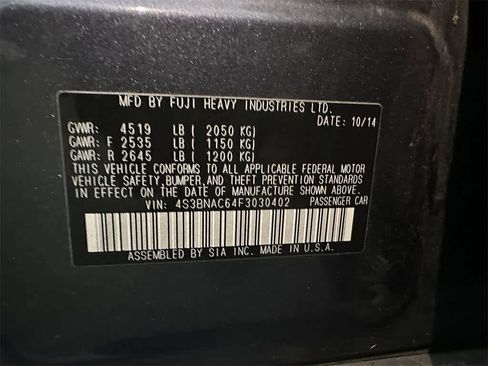 MFD BY FUJI HEAVY INDUSTRIES LTD.
DATE: 10/14
GVWR: 4519 LB ( 2050 KG)
GAWR: F 2535 LB ( 1150 KG)
GAWR: R 2645 LB ( 1200 KG)
THIS VEHICLE CONFORMS TO ALL APPLICABLE FEDERAL MOTOR
VEHICLE SAFETY, BUMPER, AND THEFT PREVENTION STANDARDS
IN EFFECT ON THE DATE OF MANUFACTURE SHOWN ABOVE.
VIN: 4S3BNAC64F3030402 PASSENGER CAR
ASSEMBLED BY SIA INC. MADE IN U.S.A.